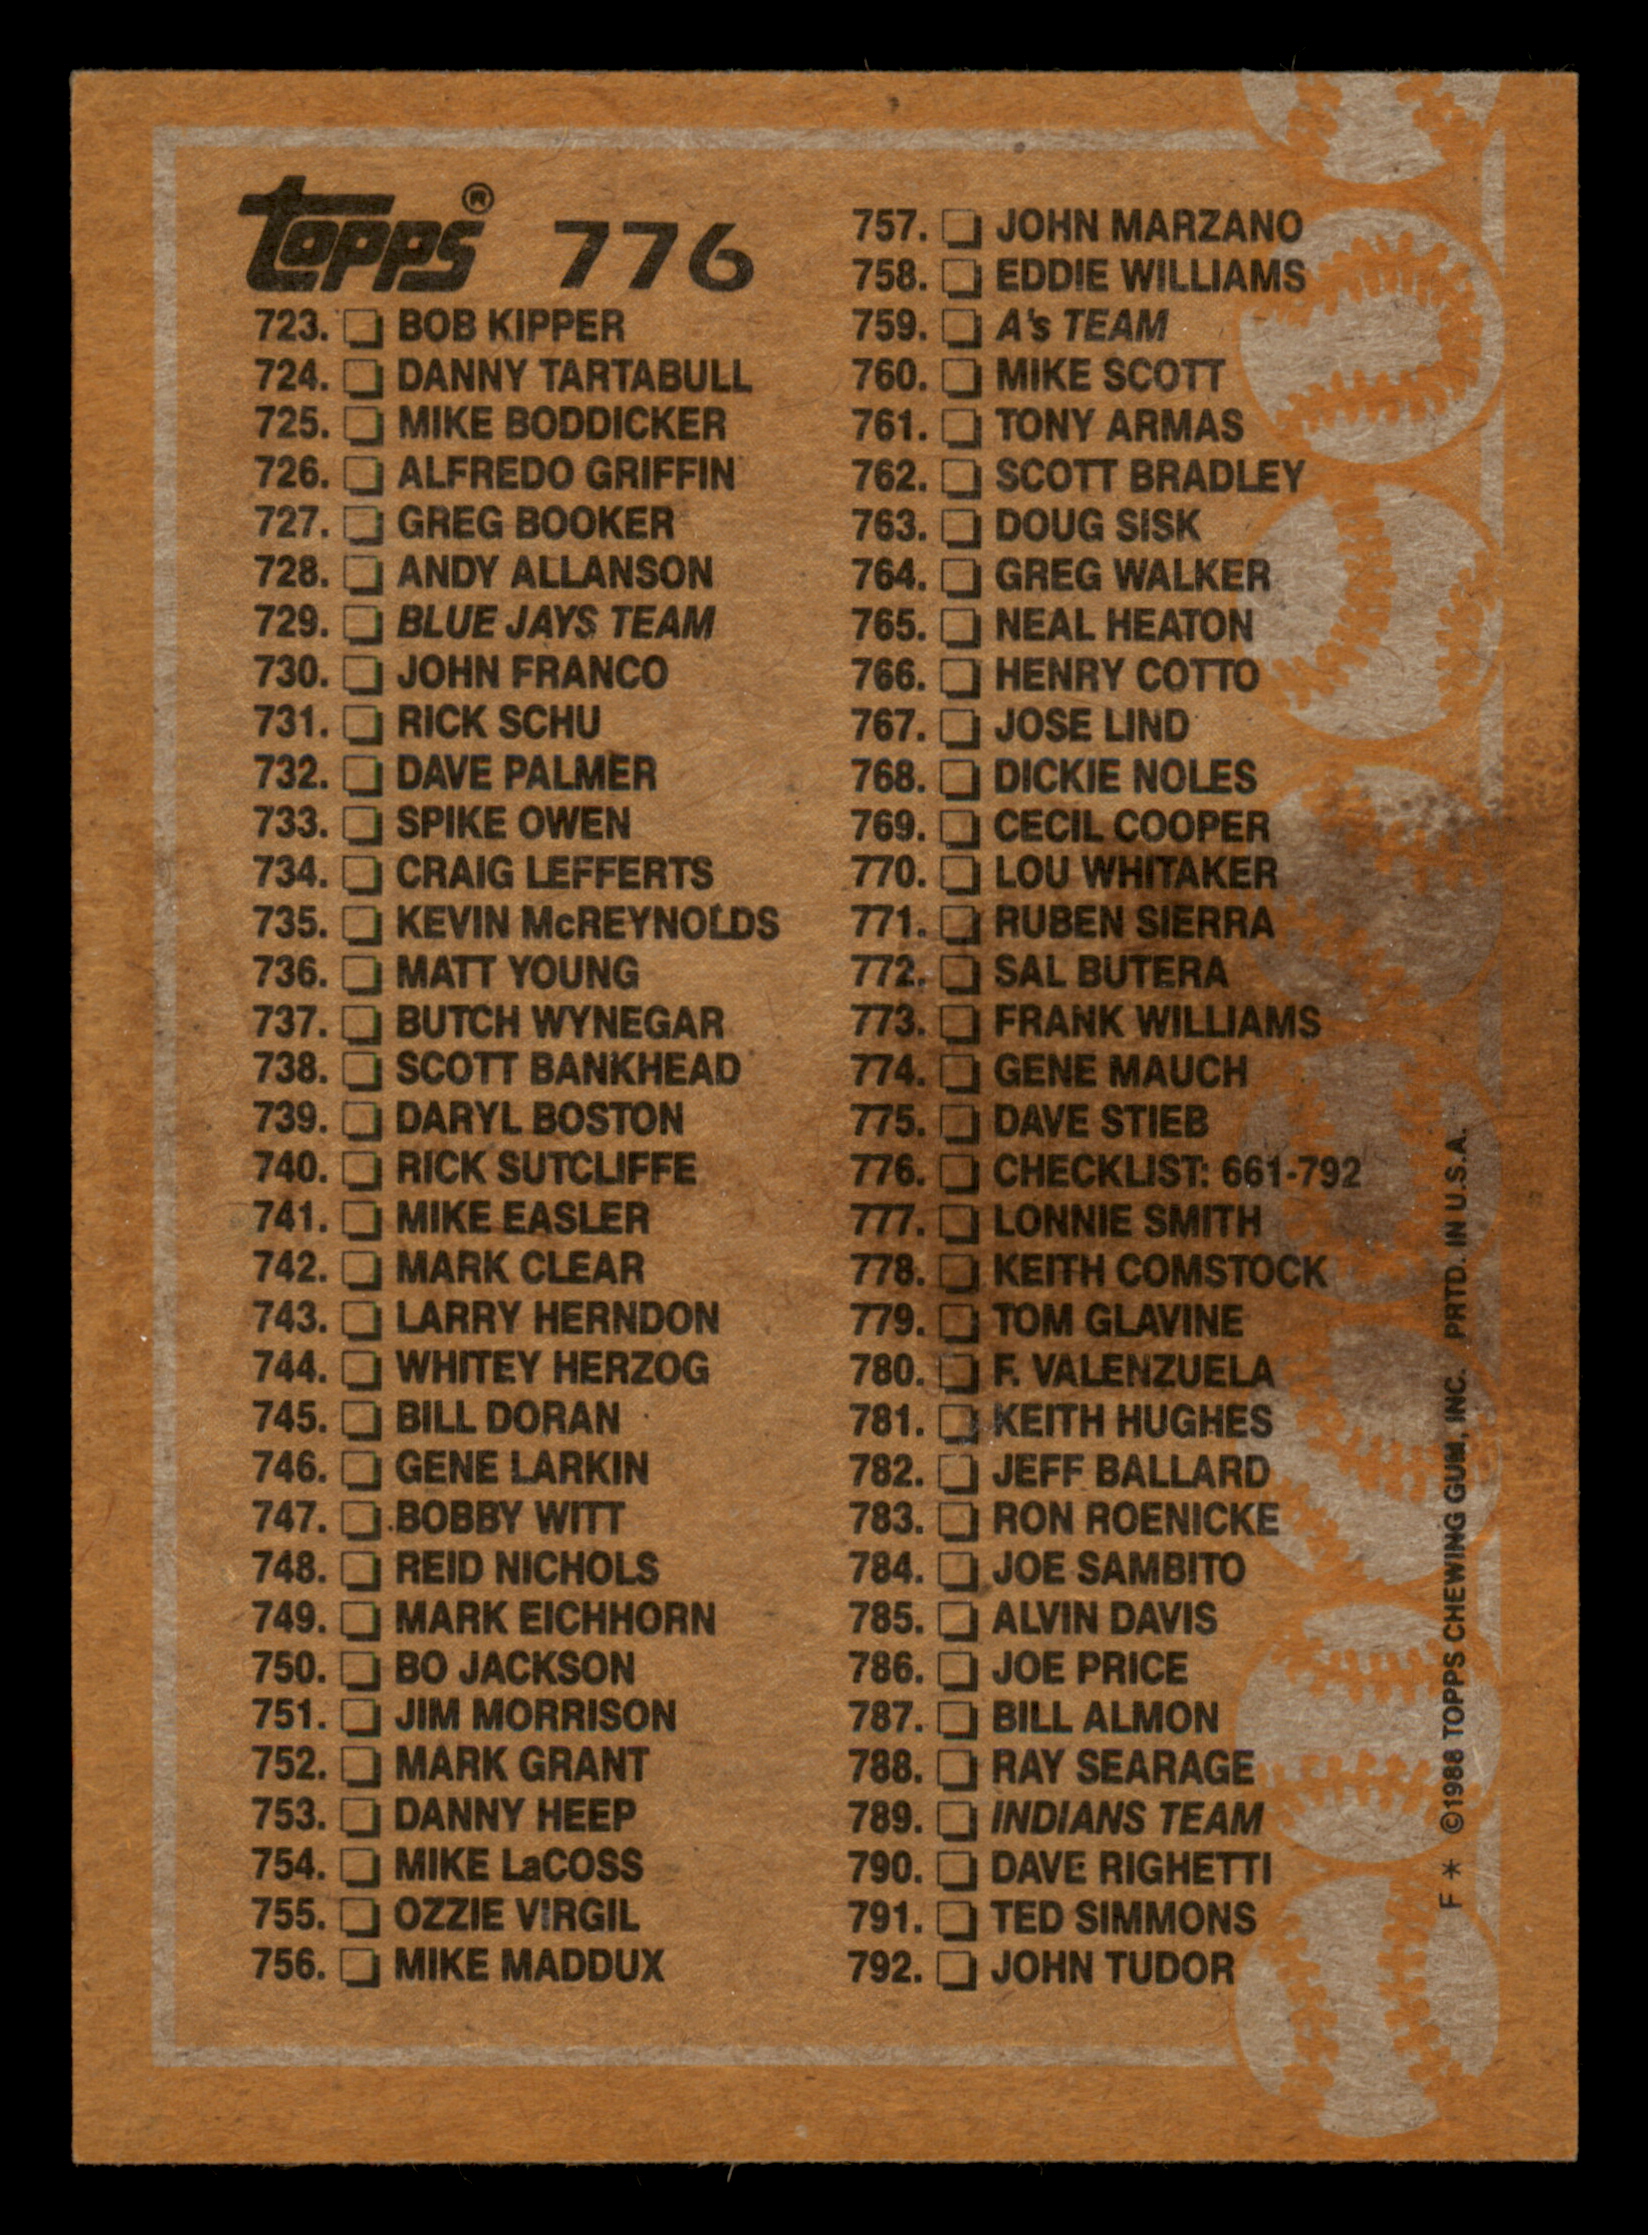 topps® 776
723. BOB KIPPER
724. DANNY TARTABULL
725. MIKE BODDICKER
726. ALFREDO GRIFFIN
727. GREG BOOKER
728. ANDY ALLANSON
729. BLUE JAYS TEAM
730. JOHN FRANCO
731. RICK SCHU
732. DAVE PALMER
733. SPIKE OWEN
734. CRAIG LEFFERTS
735. KEVIN McREYNOLDS
736. MATT YOUNG
737. BUTCH WYNEGAR
738. SCOTT BANKHEAD
739. DARYL BOSTON
740. RICK SUTCLIFFE
741. MIKE EASLER
742. MARK CLEAR
743. LARRY HERNDON
744. WHITEY HERZOG
745. BILL DORAN
746. GENE LARKIN
747. BOBBY WITT
748. REID NICHOLS
749. MARK EICHHORN
750. BO JACKSON
751. JIM MORRISON
752. MARK GRANT
753. DANNY HEEP
754. MIKE LaCOSS
755. OZZIE VIRGIL
756. MIKE MADDUX
757. JOHN MARZANO
758. EDDIE WILLIAMS
759. A's TEAM
760. MIKE SCOTT
761. TONY ARMAS
762. SCOTT BRADLEY
763. DOUG SISK
764. GREG WALKER
765. NEAL HEATON
766. HENRY COTTO
767. JOSE LIND
768. DICKIE NOLES
769. CECIL COOPER
770. LOU WHITAKER
771. RUBEN SIERRA
772. SAL BUTERA
773. FRANK WILLIAMS
774. GENE MAUCH
775. DAVE STIEB
776. CHECKLIST: 661-792
777. LONNIE SMITH
778. KEITH COMSTOCK
779. TOM GLAVINE
780. F. VALENZUELA
781. KEITH HUGHES
782. JEFF BALLARD
783. RON ROENICKE
784. JOE SAMBITO
785. ALVIN DAVIS
786. JOE PRICE
787. BILL ALMON
788. RAY SEARAGE
789. INDIANS TEAM
790. DAVE RIGHETTI
791. TED SIMMONS
792. JOHN TUDOR
F * ©1988 TOPPS CHEWING GUM, INC. PRTD. IN U.S.A.